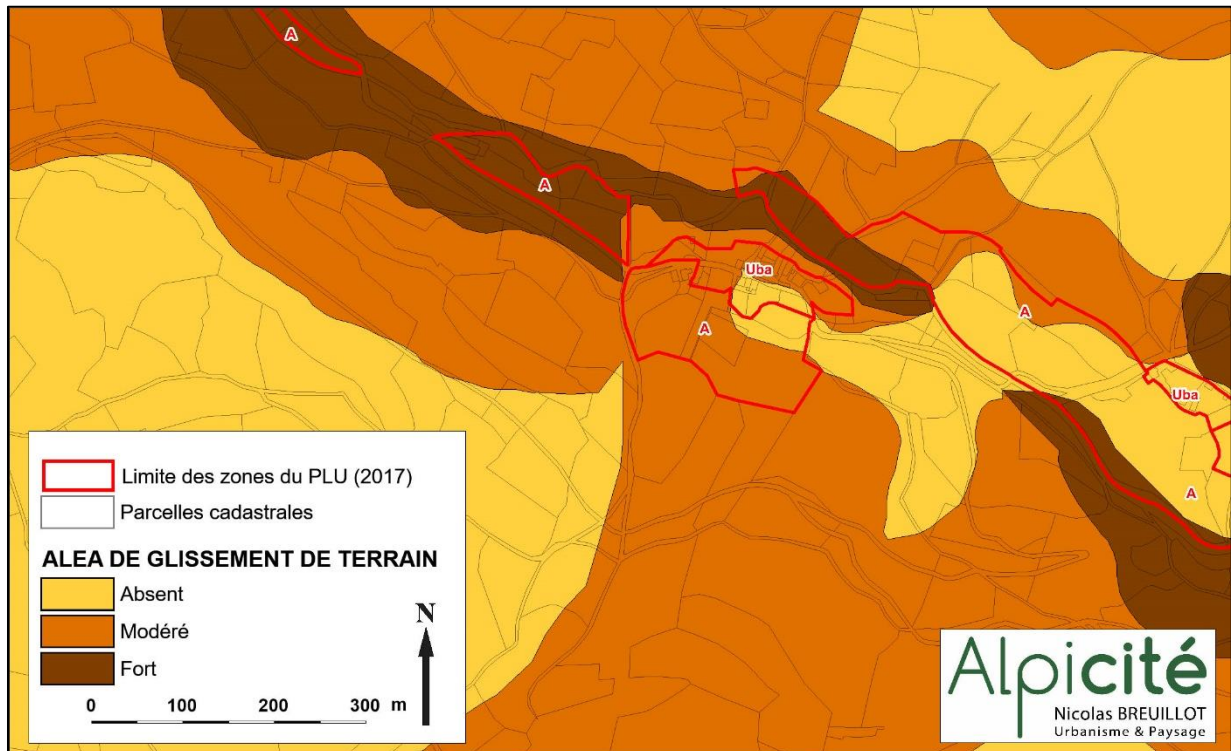 A
A
Uba
A
A
Uba
A
Limite des zones du PLU (2017)
Parcelles cadastrales
ALEA DE GLISSEMENT DE TERRAIN
Absent
Modéré
Fort
N
0 100 200 300 m
Alpicité
Nicolas BREUILLOT
Urbanisme & Paysage